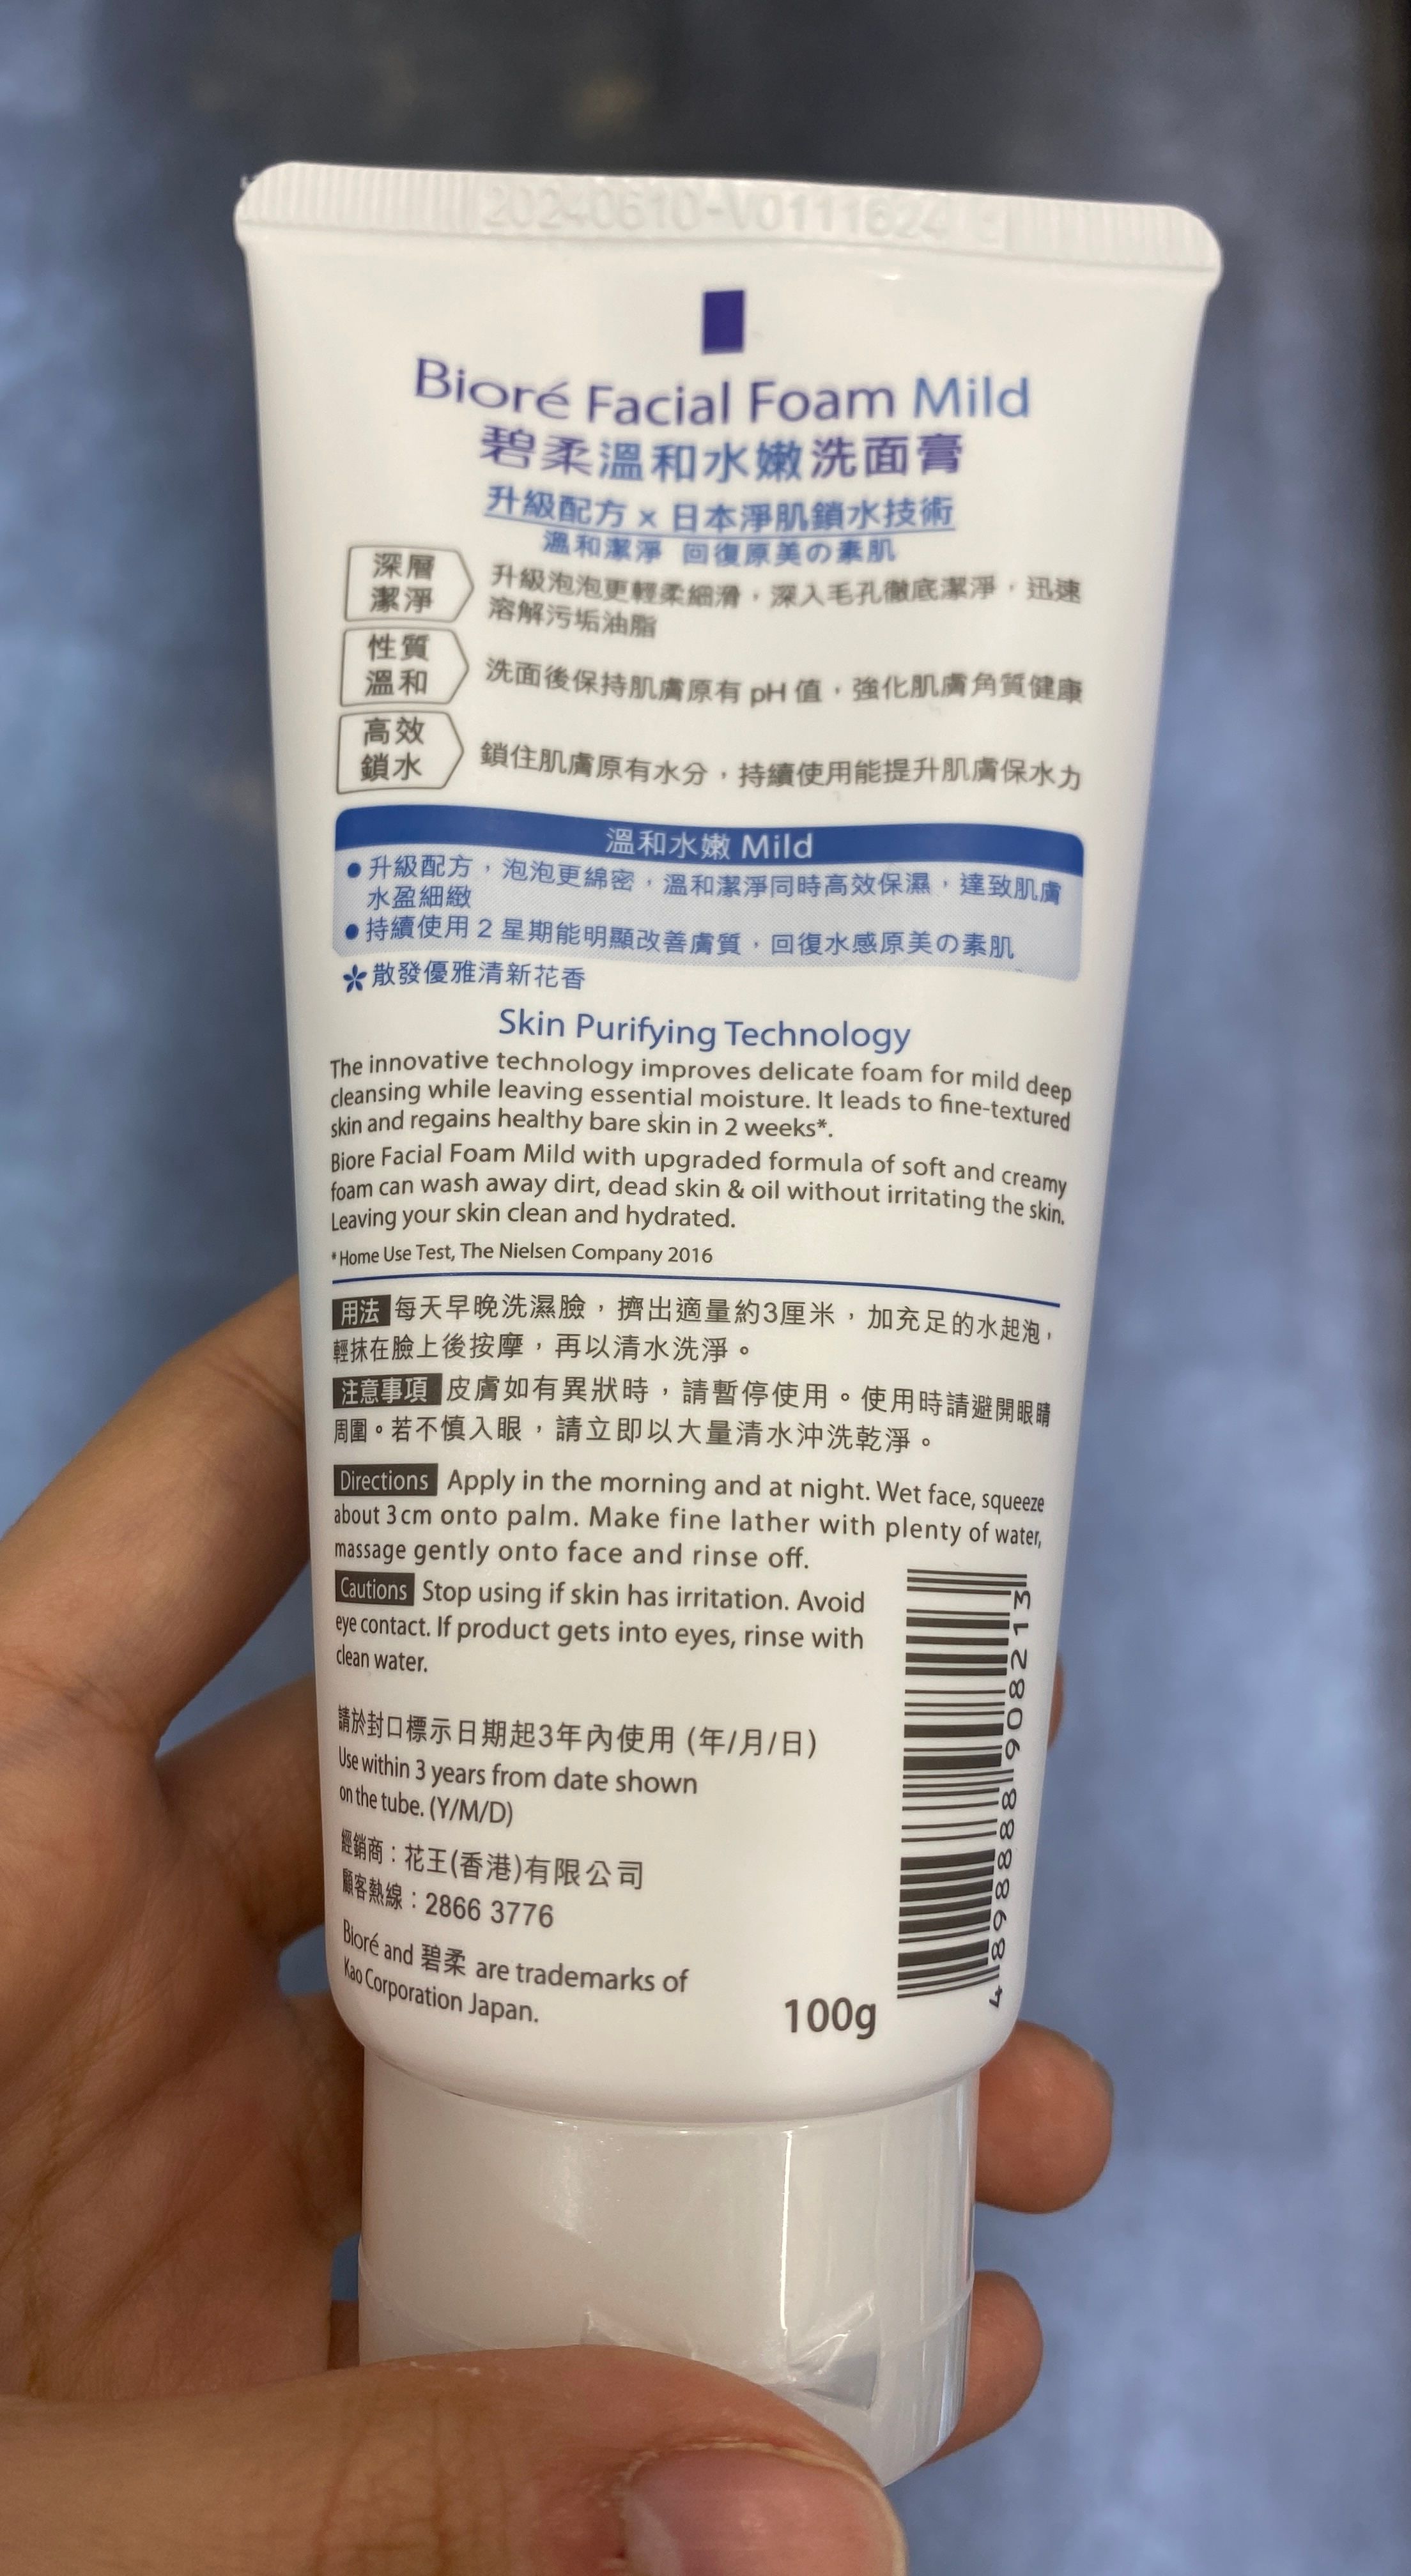 20240610-V0111624
Bioré Facial Foam Mild
碧柔溫和水嫩洗面膏
升級配方 x 日本淨肌鎖水技術
溫和潔淨 回復原美の素肌
深層
潔淨
升級泡泡更輕柔細滑，深入毛孔徹底潔淨，迅速
溶解污垢油脂
性質
溫和
洗面後保持肌膚原有 pH 值，強化肌膚角質健康
高效
鎖水
鎖住肌膚原有水分，持續使用能提升肌膚保水力
溫和水嫩 Mild
● 升級配方，泡泡更綿密，溫和潔淨同時高效保濕，達致肌膚
水盈細緻
● 持續使用 2 星期能明顯改善膚質，回復水感原美の素肌
散發優雅清新花香
Skin Purifying Technology
The innovative technology improves delicate foam for mild deep
cleansing while leaving essential moisture. It leads to fine-textured
skin and regains healthy bare skin in 2 weeks*.
Biore Facial Foam Mild with upgraded formula of soft and creamy
foam can wash away dirt, dead skin & oil without irritating the skin.
Leaving your skin clean and hydrated.
* Home Use Test, The Nielsen Company 2016
用法 每天早晚洗濕臉，擠出適量約3厘米，加充足的水起泡，
輕抹在臉上後按摩，再以清水洗淨。
注意事項 皮膚如有異狀時，請暫停使用。使用時請避開眼睛
周圍。若不慎入眼，請立即以大量清水沖洗乾淨。
Directions Apply in the morning and at night. Wet face, squeeze
about 3cm onto palm. Make fine lather with plenty of water,
massage gently onto face and rinse off.
Cautions Stop using if skin has irritation. Avoid
eye contact. If product gets into eyes, rinse with
clean water.
請於封口標示日期起3年內使用 (年/月/日)
Use within 3 years from date shown
on the tube. (Y/M/D)
經銷商：花王(香港)有限公司
顧客熱線：2866 3776
Bioré and 碧柔 are trademarks of
Kao Corporation Japan.
100g
4 898888 908213